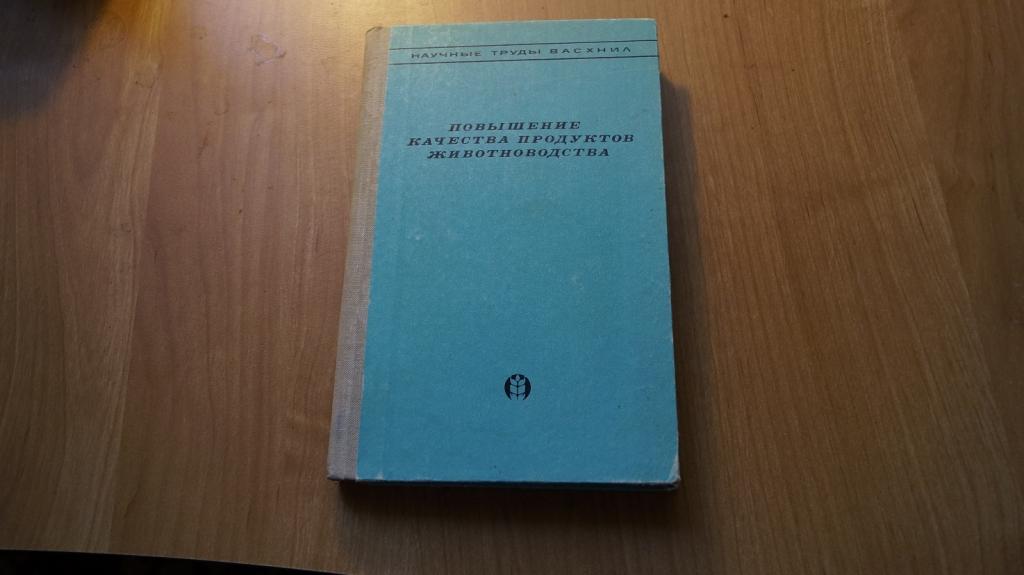 НАУЧНЫЕ ТРУДЫ ВАСХНИЛ
ПОВЫШЕНИЕ
КАЧЕСТВА ПРОДУКТОВ
ЖИВОТНОВОДСТВА